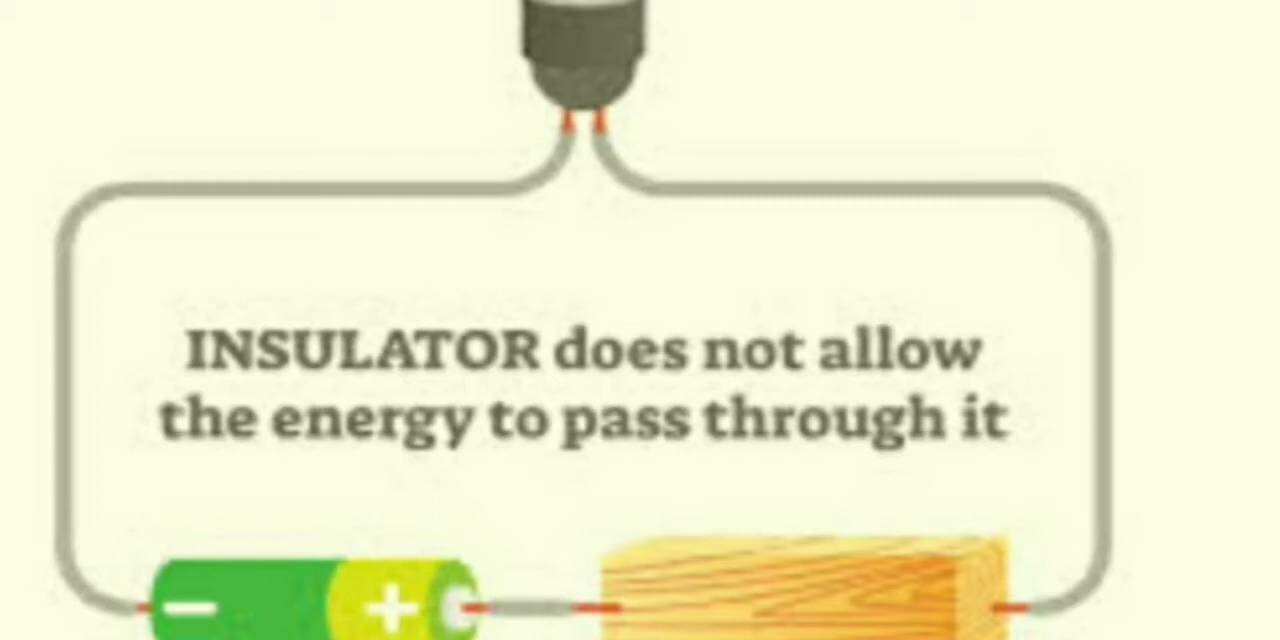 INSULATOR does not allow
the energy to pass through it
− +